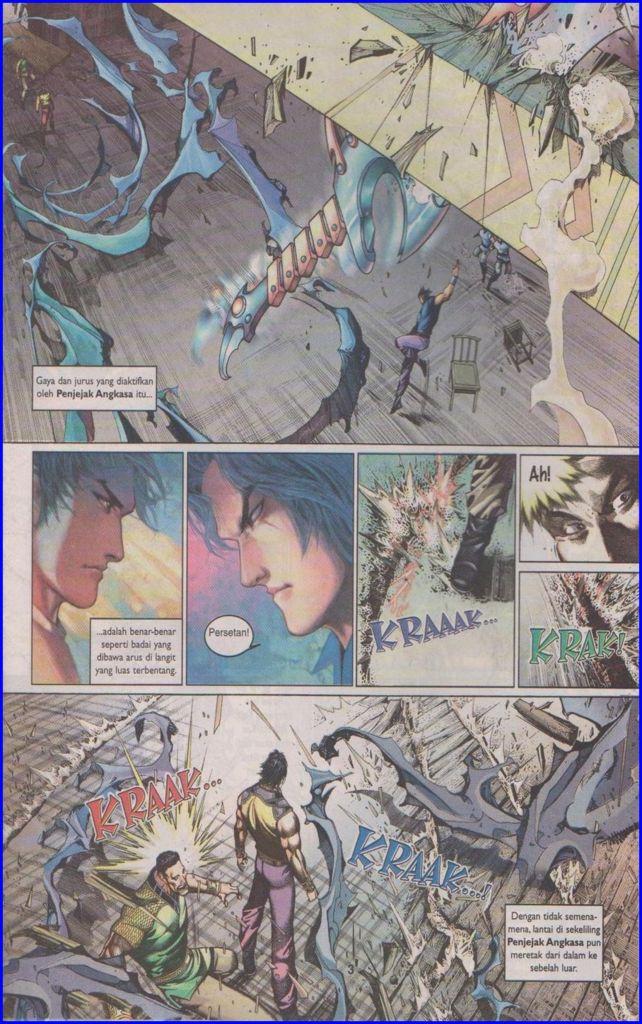 Gaya dan jurus yang diaktifkan
oleh Penjejak Angkasa itu...
...adalah benar-benar
seperti badai yang
dibawa arus di langit
yang luas terbentang.
Persetan!
KRAAAK...
Ah!
KRAK!
KRAAK...
KRAAK...!
Dengan tidak semena-
mena, lantai di sekeliling
Penjejak Angkasa pun
meretak dari dalam ke
sebelah luar.
3